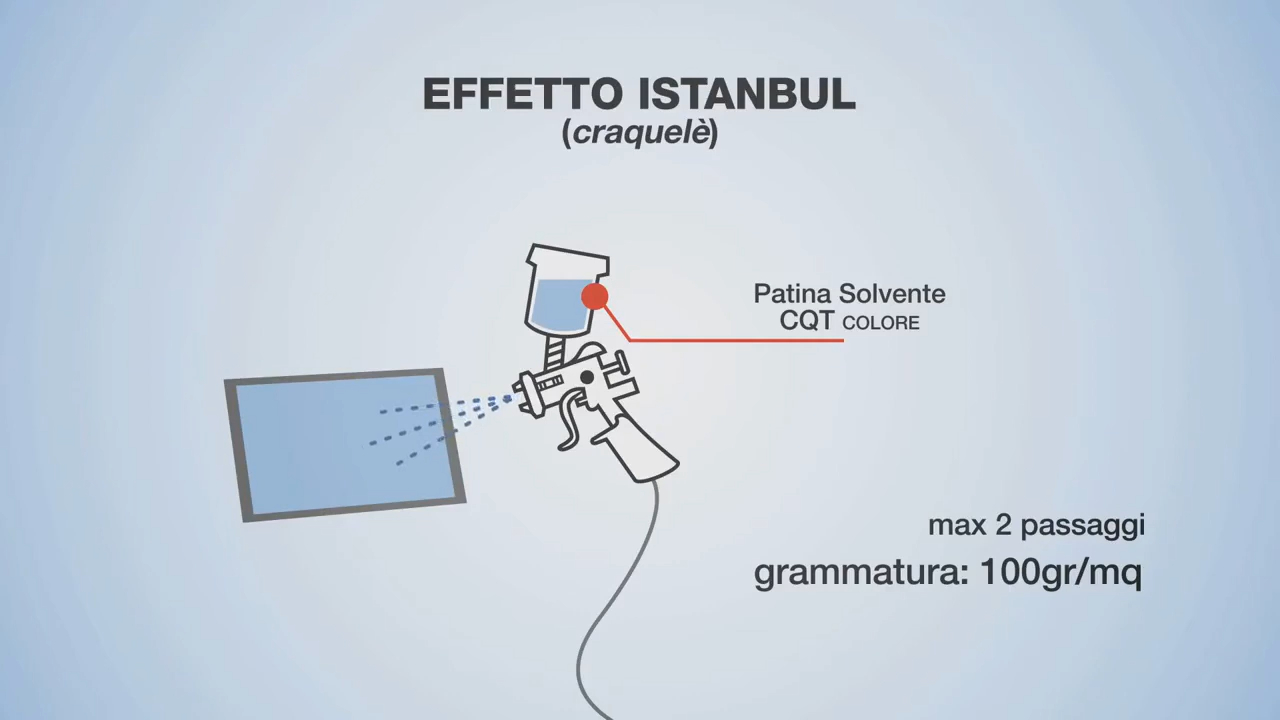 EFFETTO ISTANBUL
(craquelè)
Patina Solvente
CQT COLORE
max 2 passaggi
grammatura: 100gr/mq